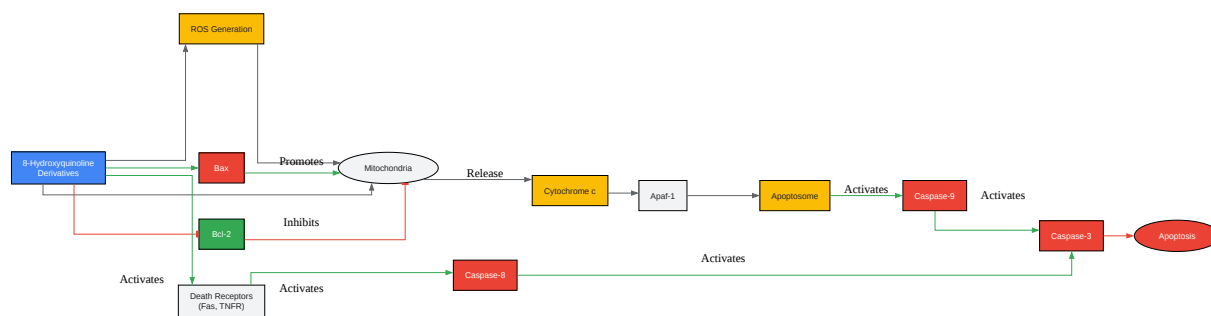 ROS Generation
8-Hydroxyquinoline
Derivatives
Bax
Promotes
Mitochondria
Release
Cytochrome c
Apaf-1
Apoptosome
Activates
Caspase-9
Activates
Bcl-2
Inhibits
Caspase-3
Apoptosis
Activates
Death Receptors
(Fas, TNFR)
Activates
Caspase-8
Activates